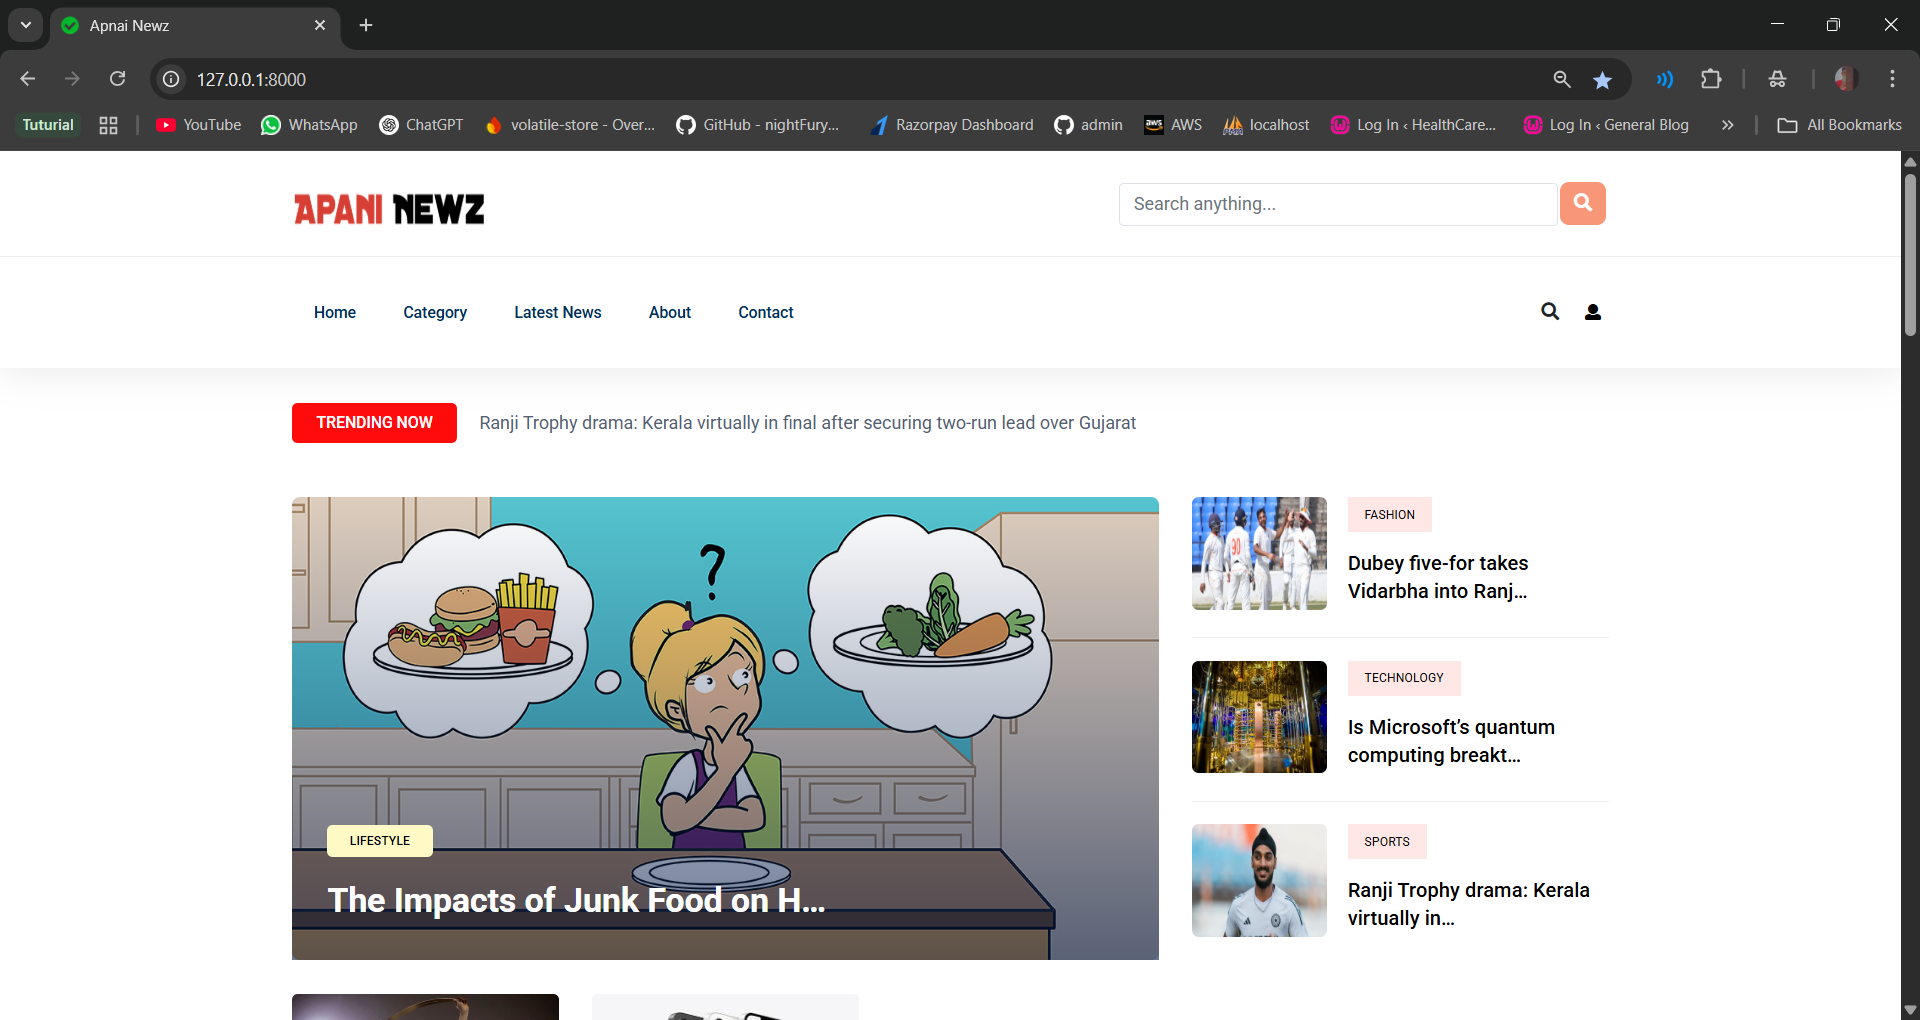 Apnai Newz
127.0.0.1:8000
Tuturial
YouTube
WhatsApp
ChatGPT
volatile-store - Over...
GitHub - nightFury...
Razorpay Dashboard
admin
aws
AWS
PMA
localhost
Log In ‹ HealthCare...
Log In ‹ General Blog
»
All Bookmarks
APANI NEWZ
Search anything...
Home
Category
Latest News
About
Contact
TRENDING NOW
Ranji Trophy drama: Kerala virtually in final after securing two-run lead over Gujarat
?
LIFESTYLE
The Impacts of Junk Food on H...
90
FASHION
Dubey five-for takes
Vidarbha into Ranj...
TECHNOLOGY
Is Microsoft’s quantum
computing breakt...
SPORTS
Ranji Trophy drama: Kerala
virtually in...